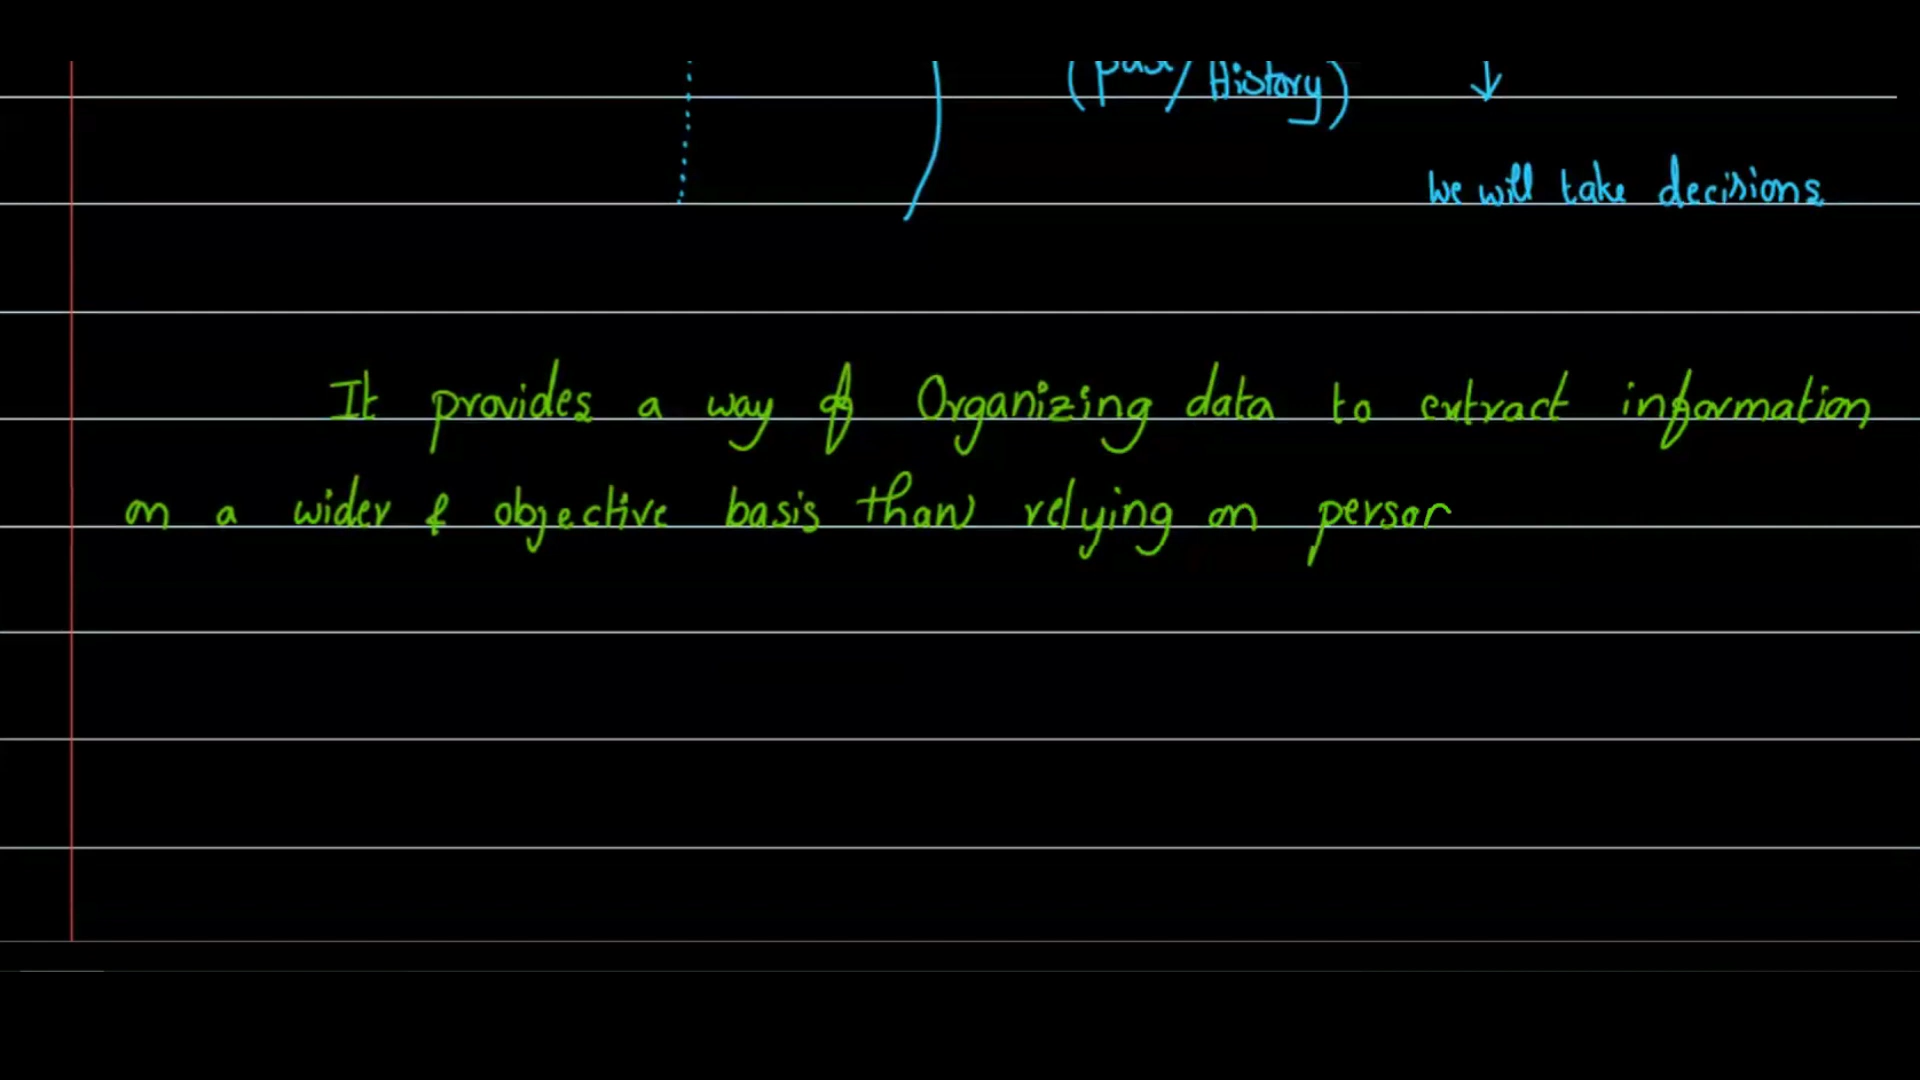 (past/History) ↓
we will take decisions
It provides a way of Organizing data to extract information
on a wider & objective basis than relying on person